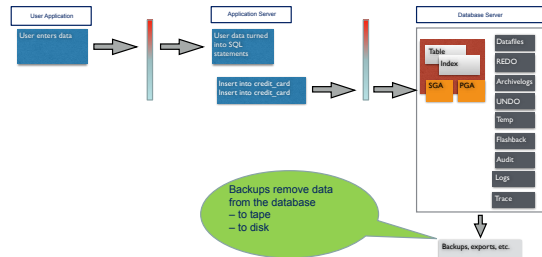 User Application
Application Server
Database Server
User enters data
User data turned
into SQL
statements
Insert into credit_card
Insert into credit_card
Table
Index
SGA
PGA
Datafiles
REDO
Archivelogs
UNDO
Temp
Flashback
Audit
Logs
Trace
Backups remove data
from the database
– to tape
– to disk
Backups, exports, etc.